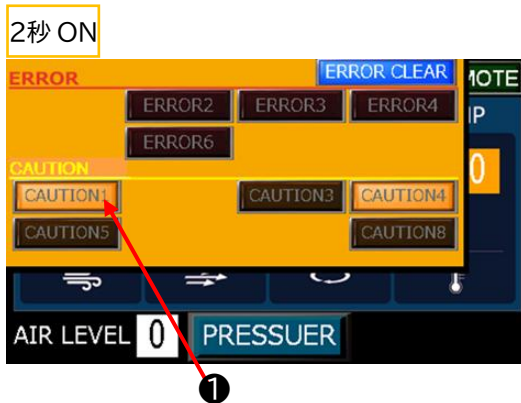 2秒 ON
ERROR ERROR CLEAR MOTE
ERROR2 ERROR3 ERROR4 IP
ERROR6
CAUTION 0
CAUTION1 CAUTION3 CAUTION4
CAUTION5 CAUTION8
AIR LEVEL 0 PRESSUER
❶